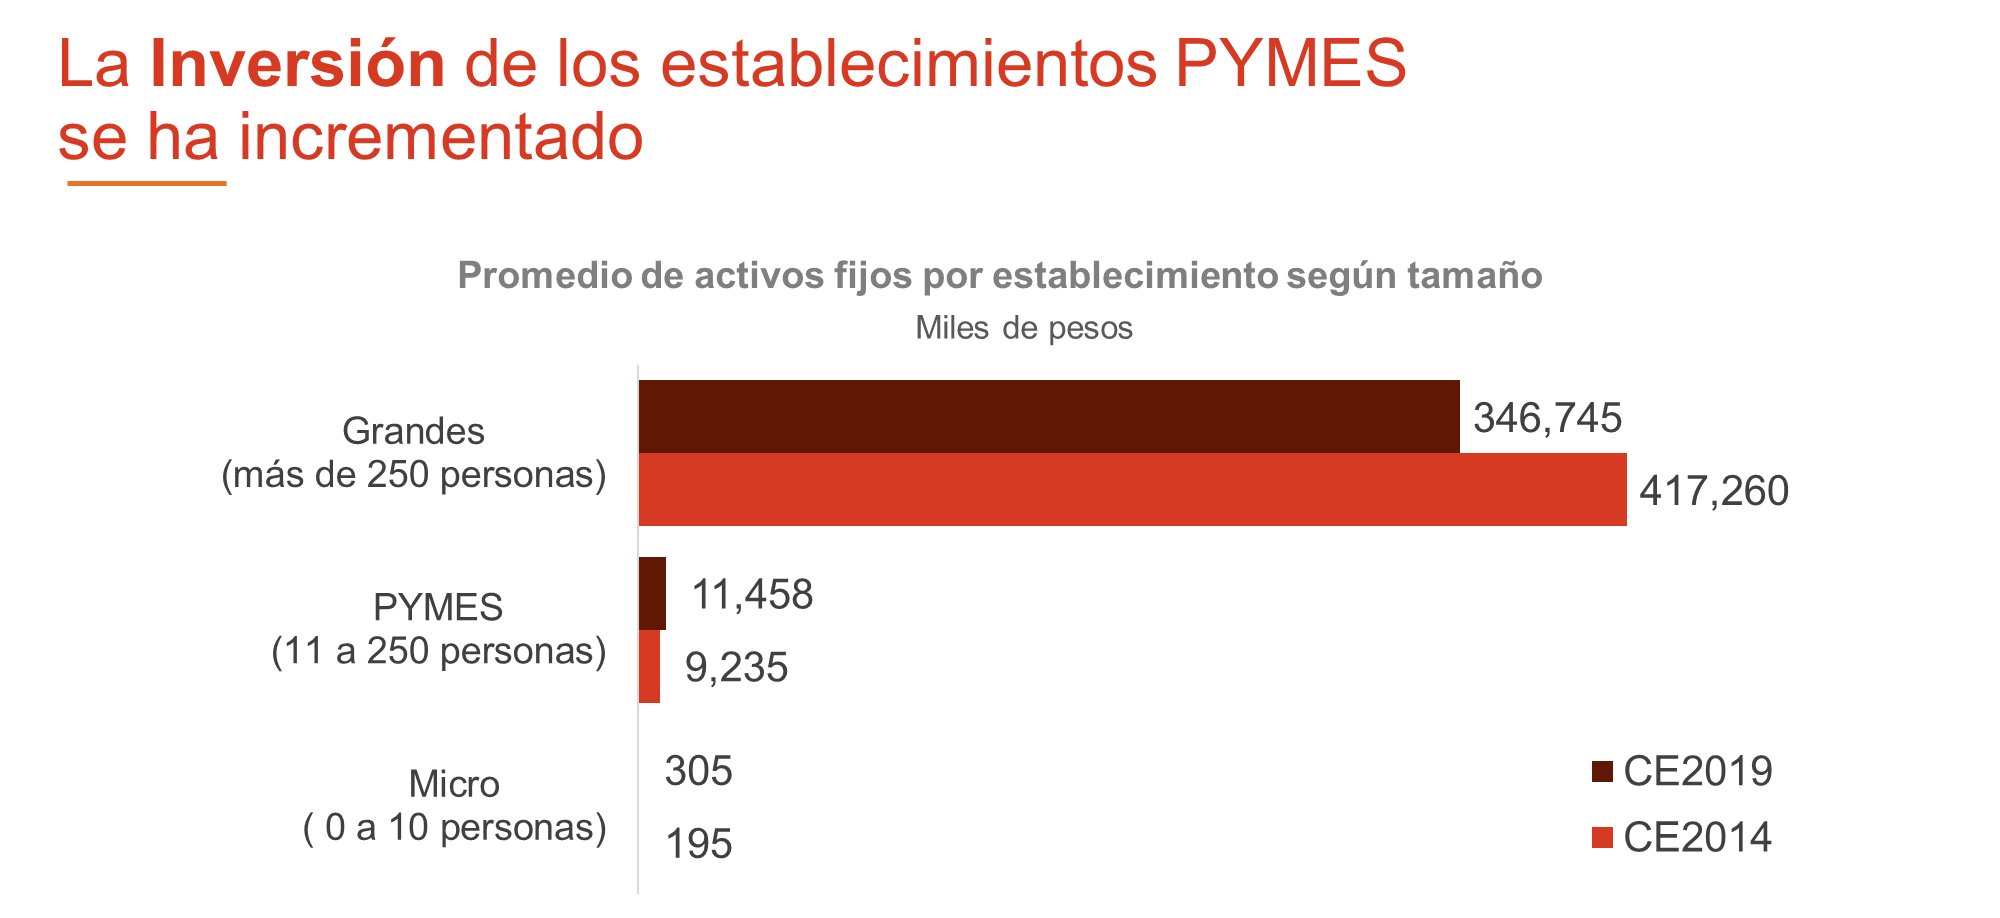 La Inversión de los establecimientos PYMES
se ha incrementado
Promedio de activos fijos por establecimiento según tamaño
Miles de pesos
Grandes
(más de 250 personas)
346,745
417,260
PYMES
(11 a 250 personas)
11,458
9,235
Micro
( 0 a 10 personas)
305
195
CE2019
CE2014